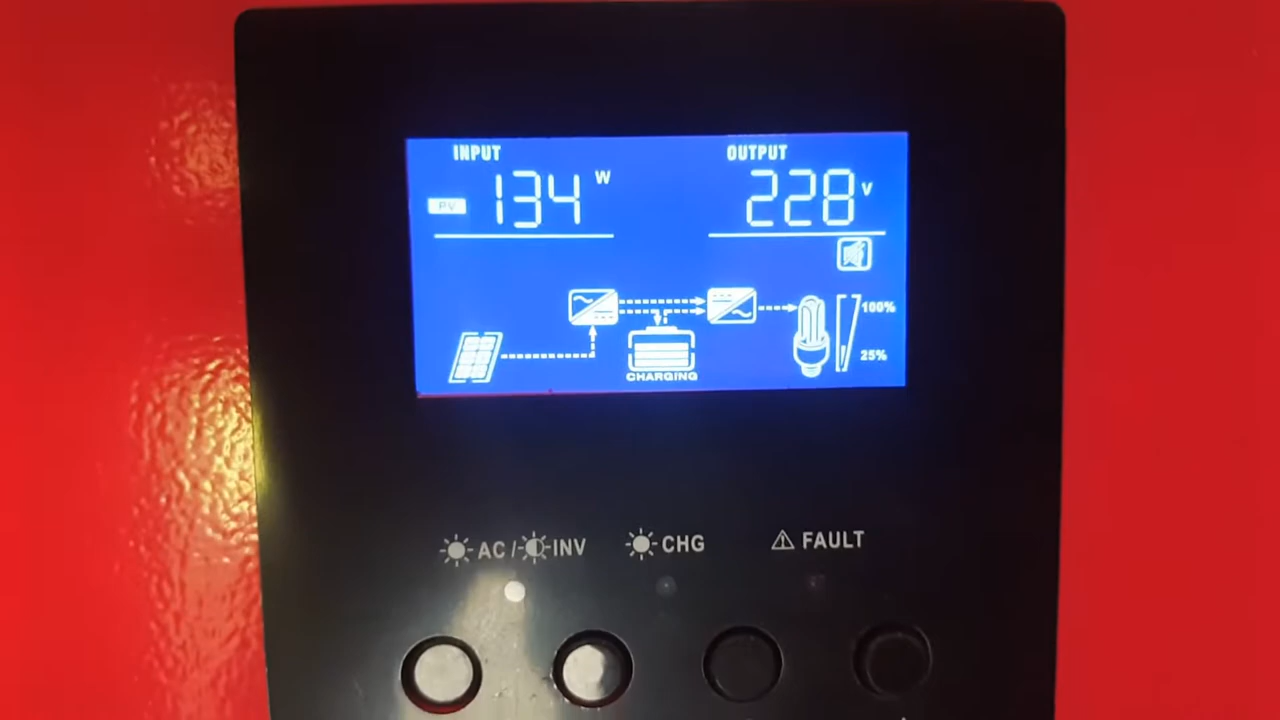 INPUT
OUTPUT
PV 134 W
228 V
100%
25%
CHARGING
AC / INV
CHG
FAULT